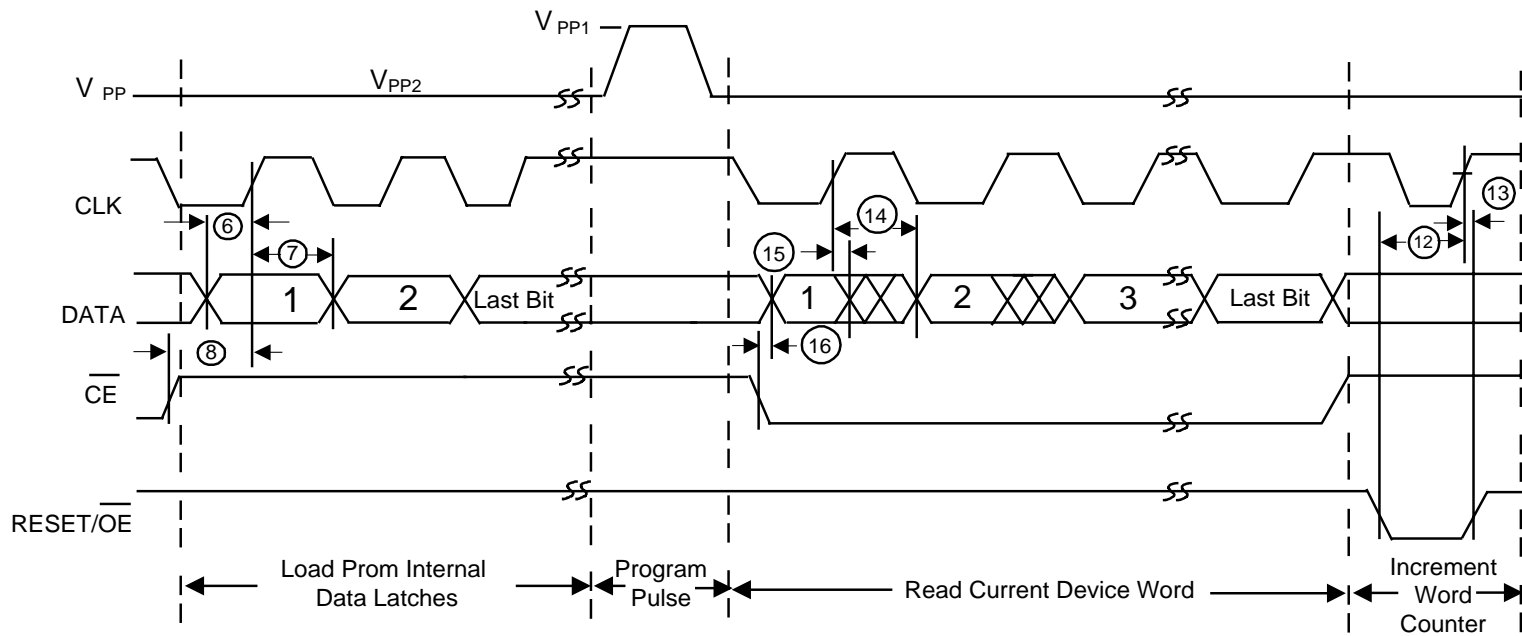 V PP1
V PP
VPP2
CLK
6
7
14
13
15
12
DATA
1
2
Last Bit
1
2
3
Last Bit
8
16
CE
RESET/OE
Load Prom Internal
Data Latches
Program
Pulse
Read Current Device Word
Increment
Word
Counter